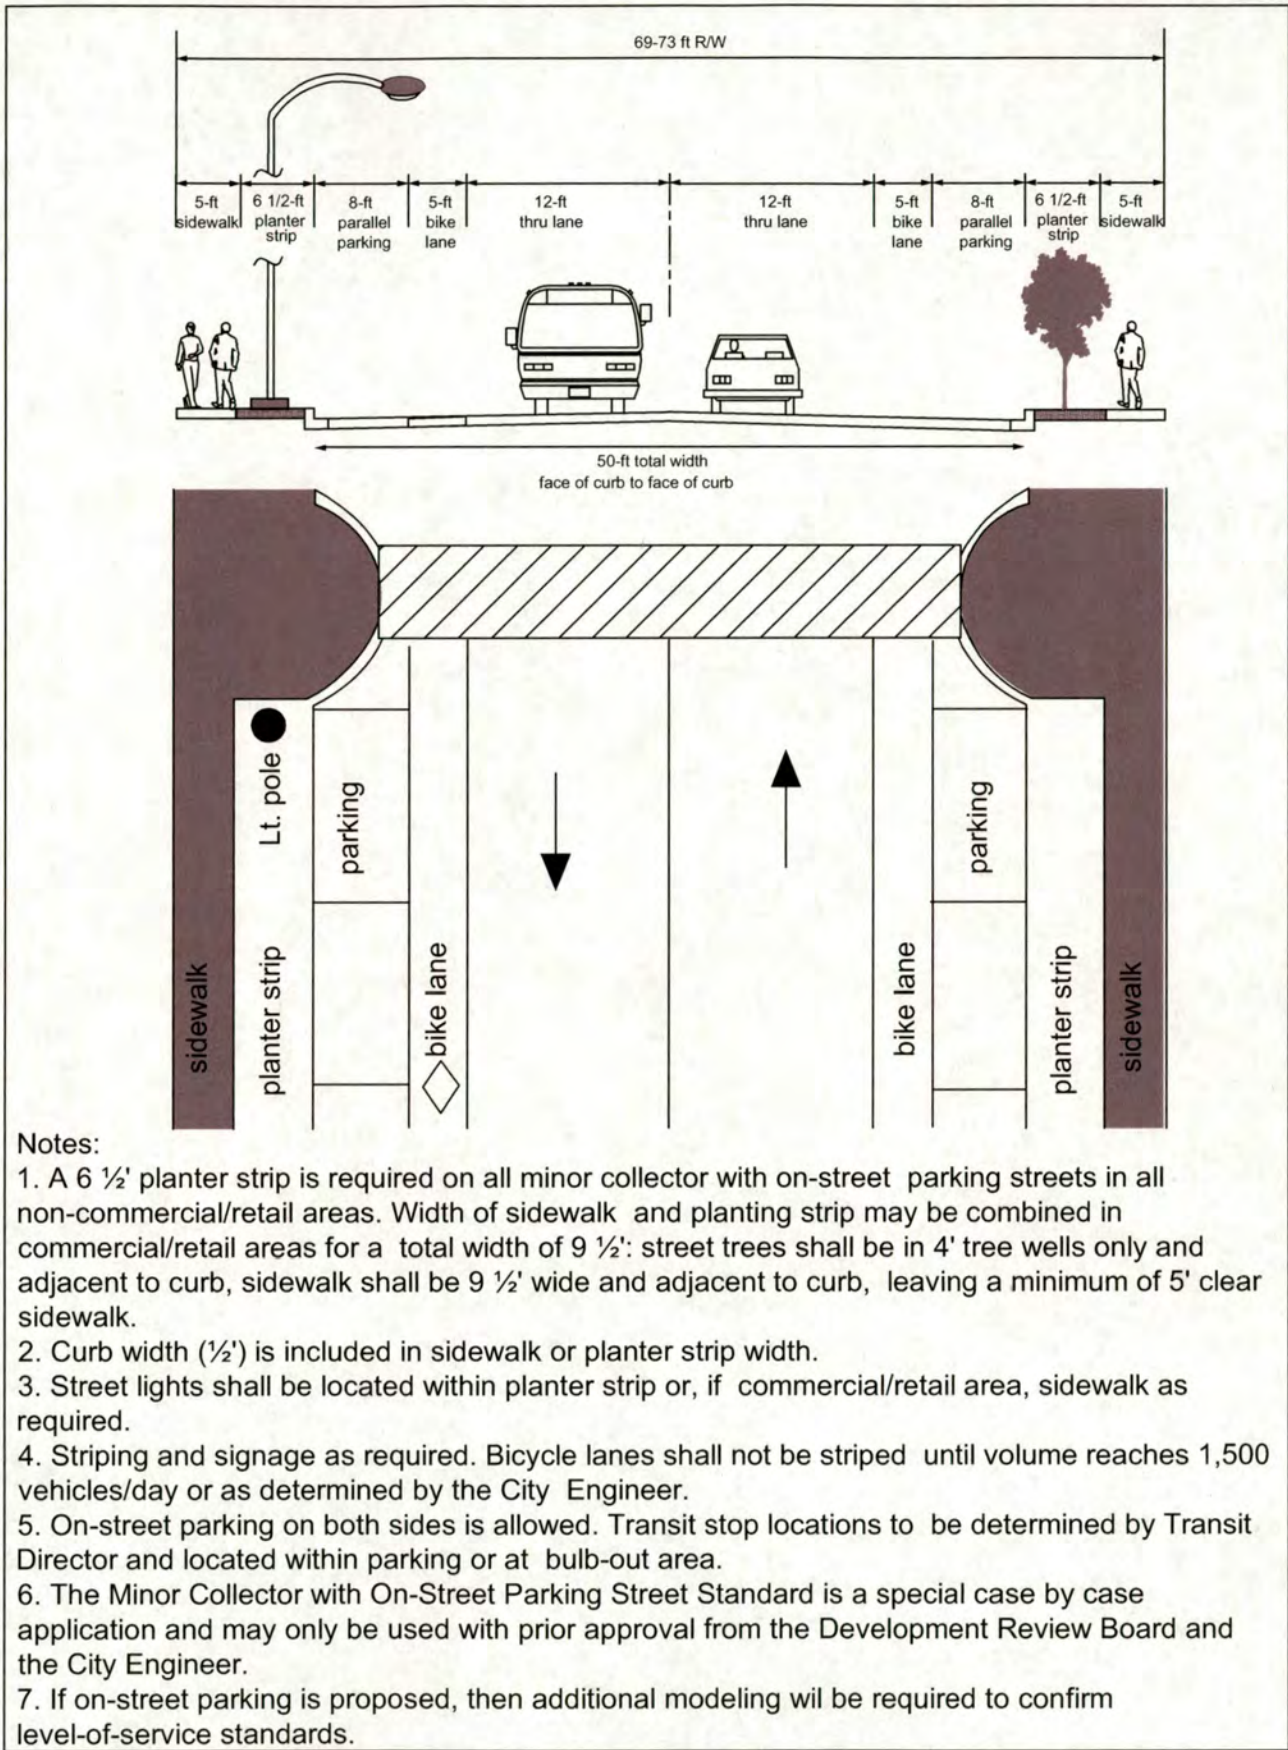 69-73 ft R/W
5-ft sidewalk
6 1/2-ft planter strip
8-ft parallel parking
5-ft bike lane
12-ft thru lane
12-ft thru lane
5-ft bike lane
8-ft parallel parking
6 1/2-ft planter strip
5-ft sidewalk
50-ft total width
face of curb to face of curb
Lt. pole
parking
parking
sidewalk
planter strip
bike lane
bike lane
planter strip
sidewalk
Notes:
1. A 6 ½' planter strip is required on all minor collector with on-street parking streets in all
non-commercial/retail areas. Width of sidewalk and planting strip may be combined in
commercial/retail areas for a total width of 9 ½': street trees shall be in 4' tree wells only and
adjacent to curb, sidewalk shall be 9 ½' wide and adjacent to curb, leaving a minimum of 5' clear
sidewalk.
2. Curb width (½') is included in sidewalk or planter strip width.
3. Street lights shall be located within planter strip or, if commercial/retail area, sidewalk as
required.
4. Striping and signage as required. Bicycle lanes shall not be striped until volume reaches 1,500
vehicles/day or as determined by the City Engineer.
5. On-street parking on both sides is allowed. Transit stop locations to be determined by Transit
Director and located within parking or at bulb-out area.
6. The Minor Collector with On-Street Parking Street Standard is a special case by case
application and may only be used with prior approval from the Development Review Board and
the City Engineer.
7. If on-street parking is proposed, then additional modeling wil be required to confirm
level-of-service standards.